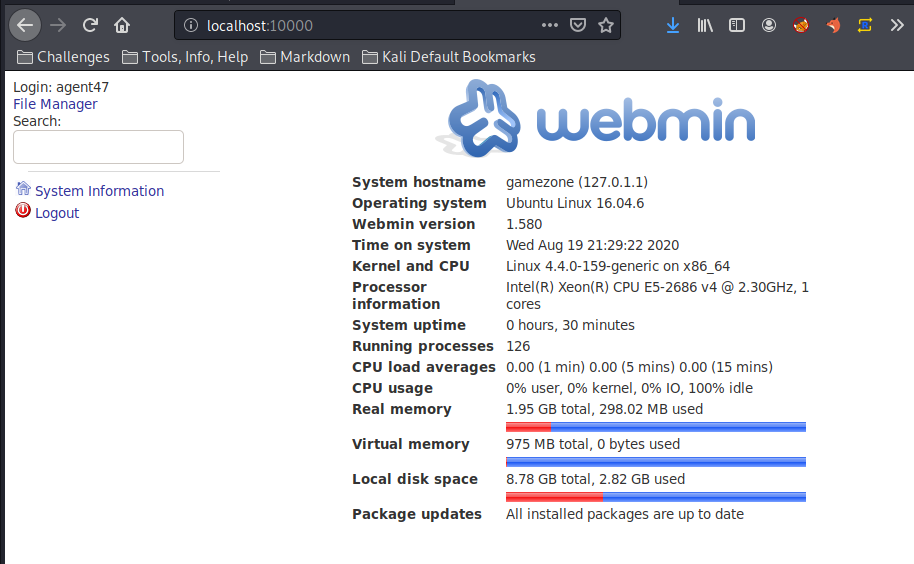 localhost:10000
Challenges Tools, Info, Help Markdown Kali Default Bookmarks
Login: agent47
File Manager
Search:
System Information
Logout
webmin
System hostname gamezone (127.0.1.1)
Operating system Ubuntu Linux 16.04.6
Webmin version 1.580
Time on system Wed Aug 19 21:29:22 2020
Kernel and CPU Linux 4.4.0-159-generic on x86_64
Processor information Intel(R) Xeon(R) CPU E5-2686 v4 @ 2.30GHz, 1
cores
System uptime 0 hours, 30 minutes
Running processes 126
CPU load averages 0.00 (1 min) 0.00 (5 mins) 0.00 (15 mins)
CPU usage 0% user, 0% kernel, 0% IO, 100% idle
Real memory 1.95 GB total, 298.02 MB used
Virtual memory 975 MB total, 0 bytes used
Local disk space 8.78 GB total, 2.82 GB used
Package updates All installed packages are up to date